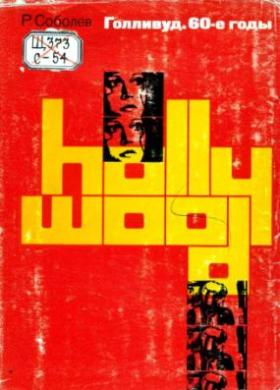 Р. Соболев
Голливуд. 60-е годы
Щ373
С-54
holly
wood